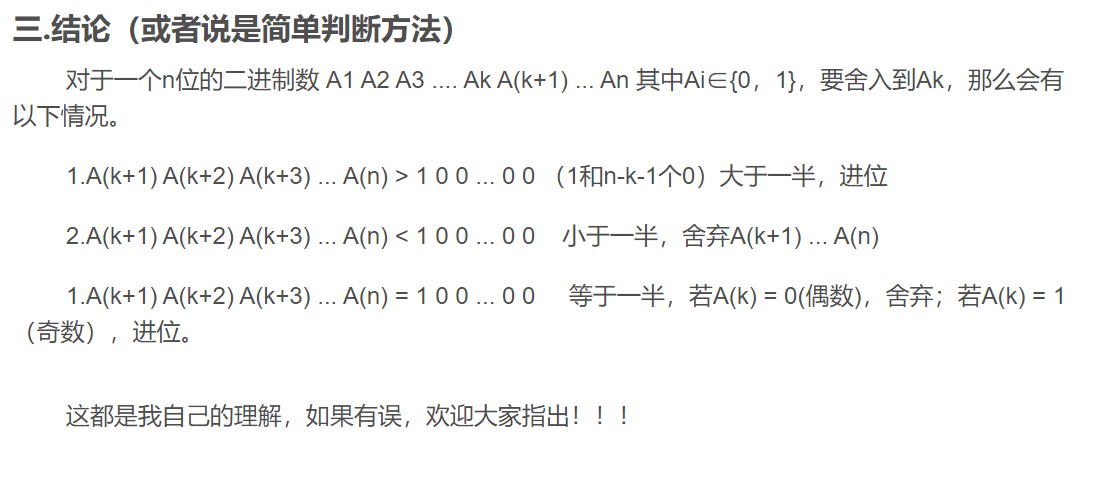 三.结论（或者说是简单判断方法）
对于一个n位的二进制数 A1 A2 A3 .... Ak A(k+1) ... An 其中Ai∈{0，1}，要舍入到Ak，那么会有
以下情况。
1.A(k+1) A(k+2) A(k+3) ... A(n) > 1 0 0 ... 0 0 （1和n-k-1个0）大于一半，进位
2.A(k+1) A(k+2) A(k+3) ... A(n) < 1 0 0 ... 0 0 小于一半，舍弃A(k+1) ... A(n)
1.A(k+1) A(k+2) A(k+3) ... A(n) = 1 0 0 ... 0 0 等于一半，若A(k) = 0(偶数)，舍弃；若A(k) = 1
（奇数），进位。
这都是我自己的理解，如果有误，欢迎大家指出！！！